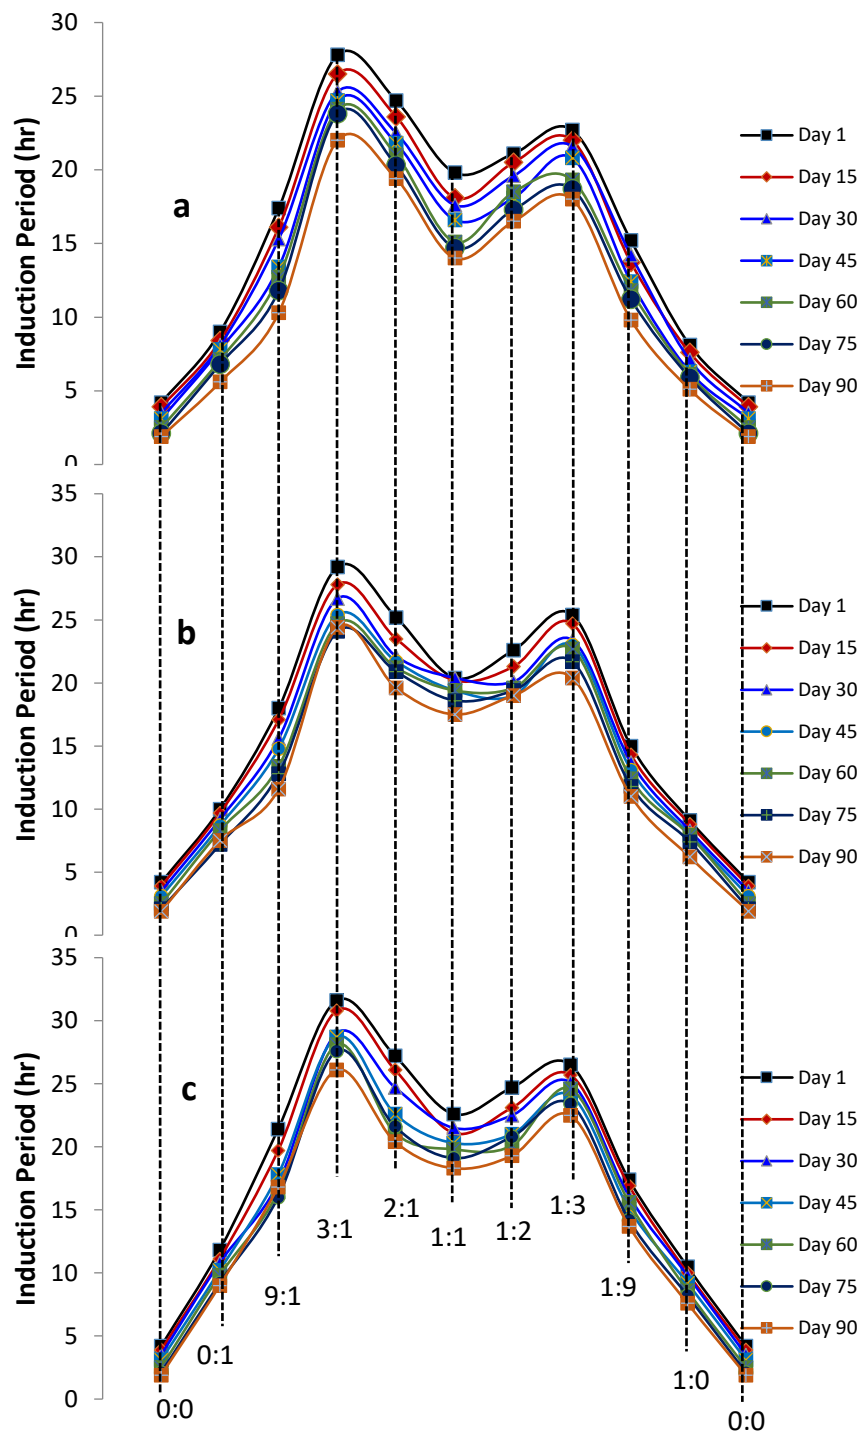 30
25
20
15
10
5
0
Induction Period (hr)
a
Day 1
Day 15
Day 30
Day 45
Day 60
Day 75
Day 90
35
30
25
20
15
10
5
0
Induction Period (hr)
b
Day 1
Day 15
Day 30
Day 45
Day 60
Day 75
Day 90
35
30
25
20
15
10
5
0
Induction Period (hr)
c
Day 1
Day 15
Day 30
Day 45
Day 60
Day 75
Day 90
0:0
0:1
9:1
3:1
2:1
1:1
1:2
1:3
1:9
1:0
0:0